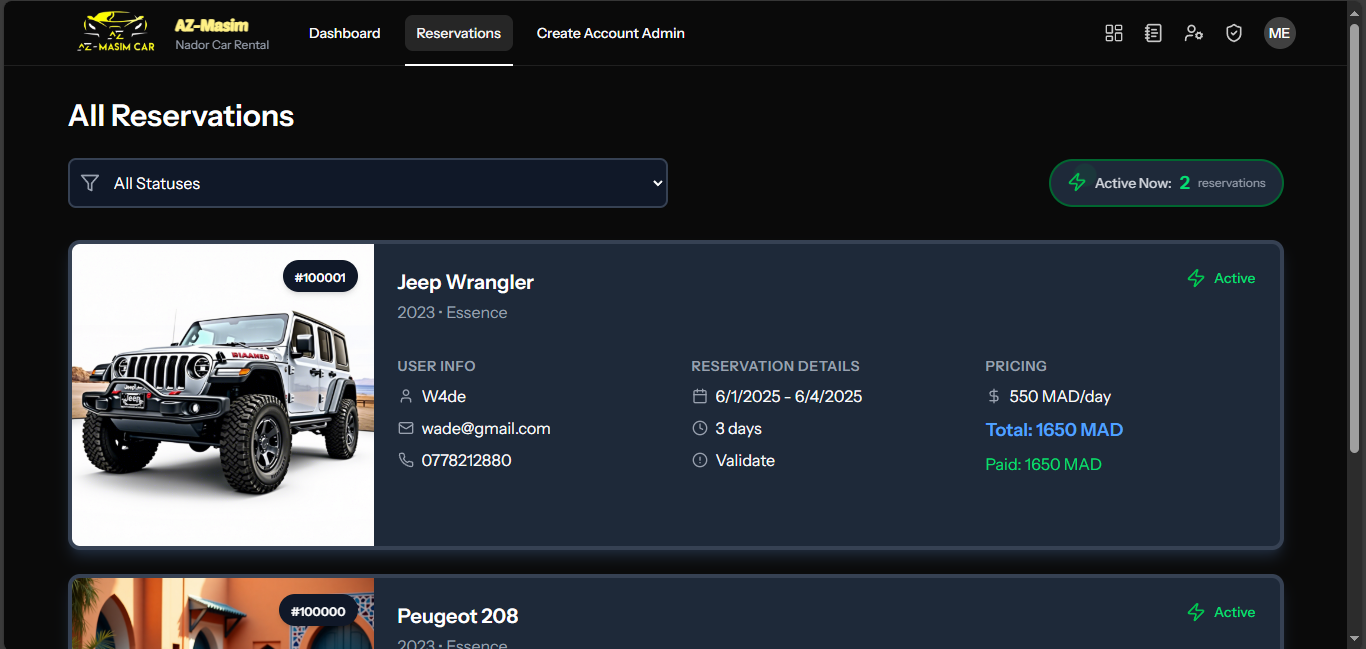 AZ-MASIM CAR
AZ-Masim
Nador Car Rental
Dashboard
Reservations
Create Account Admin
ME
All Reservations
All Statuses
Active Now: 2 reservations
#100001
Jeep
Jeep Wrangler
Active
2023 • Essence
USER INFO
W4de
wade@gmail.com
0778212880
RESERVATION DETAILS
6/1/2025 - 6/4/2025
3 days
Validate
PRICING
550 MAD/day
Total: 1650 MAD
Paid: 1650 MAD
#100000
Peugeot 208
Active
2023 • Essence